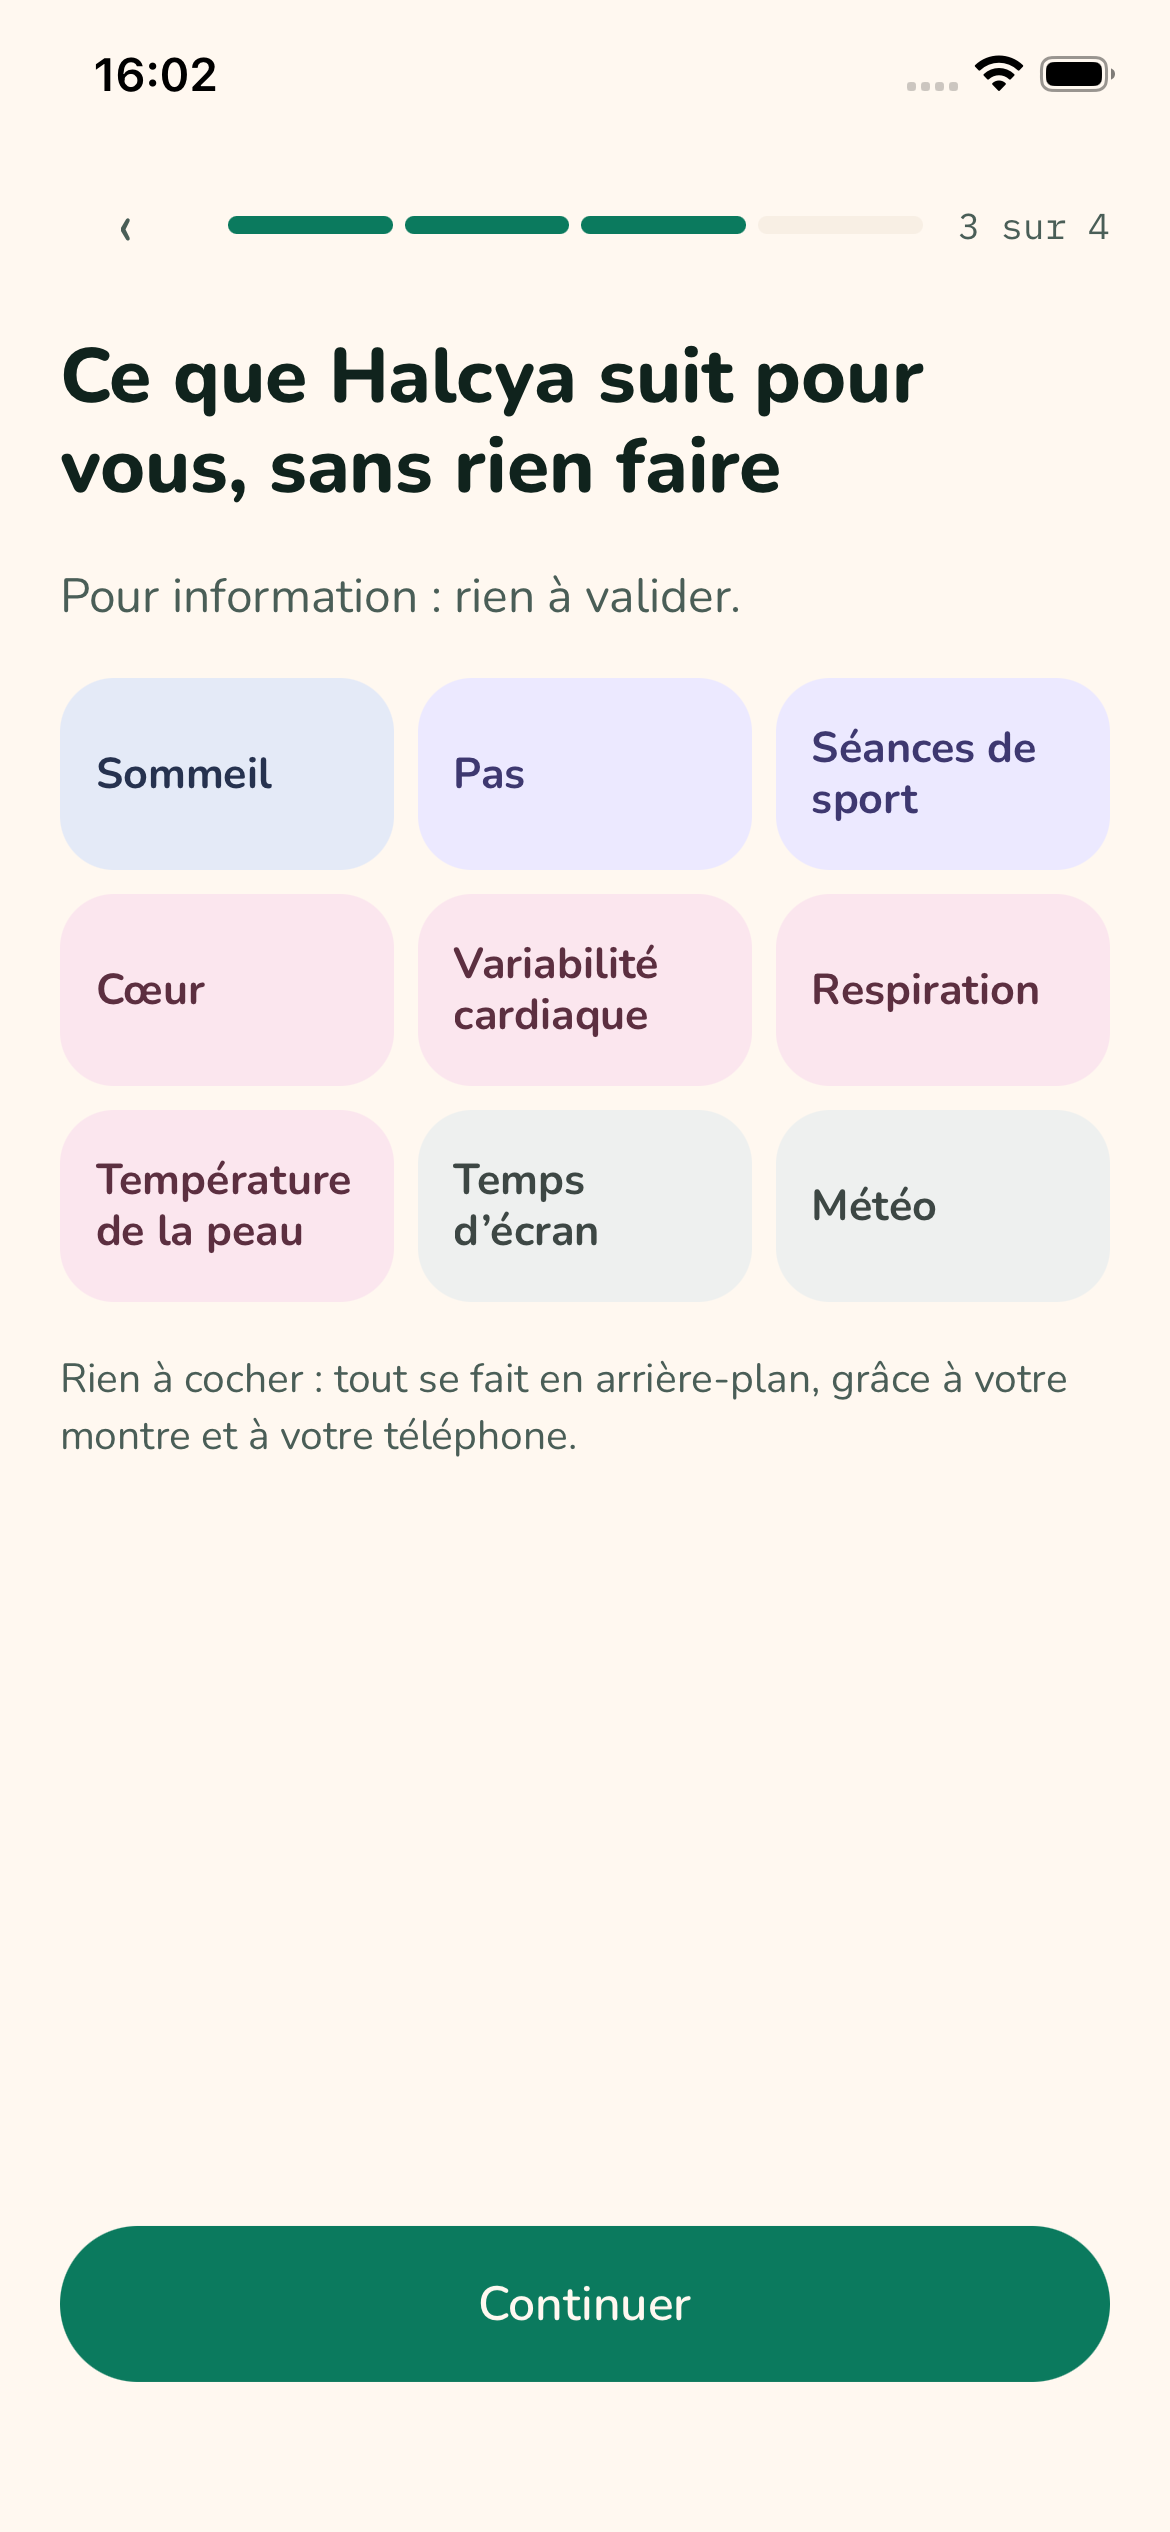 16:02
3 sur 4
Ce que Halcya suit pour
vous, sans rien faire
Pour information : rien à valider.
Sommeil
Pas
Séances de
sport
Cœur
Variabilité
cardiaque
Respiration
Température
de la peau
Temps
d’écran
Météo
Rien à cocher : tout se fait en arrière-plan, grâce à votre
montre et à votre téléphone.
Continuer